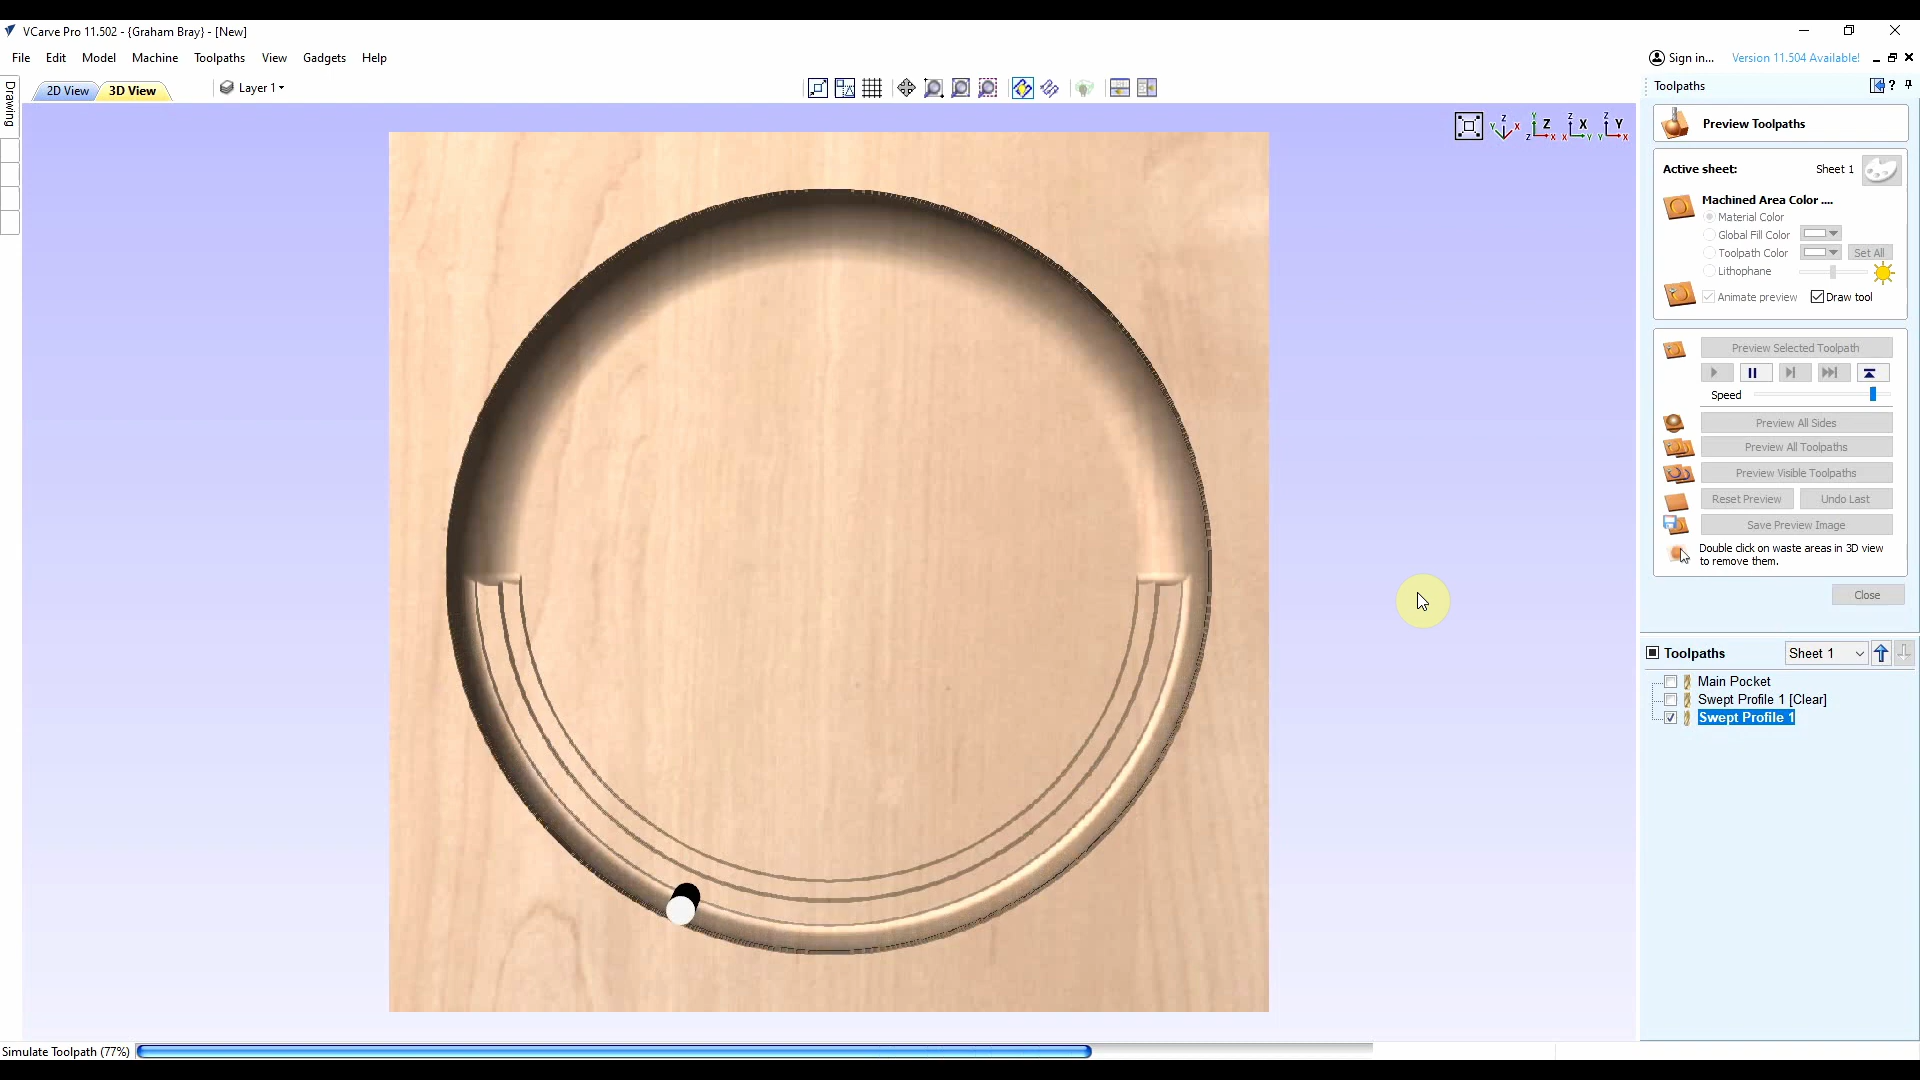 VCarve Pro 11.502 - {Graham Bray} - [New]
File Edit Model Machine Toolpaths View Gadgets Help
Sign in... Version 11.504 Available!
Drawing
2D View 3D View Layer 1
Toolpaths ?
Z Y X
Y Z X Z X
Z X X Y
Z Y Y X
Preview Toolpaths
Active sheet: Sheet 1
Machined Area Color ....
Material Color
Global Fill Color
Toolpath Color Set All
Lithophane
Animate preview Draw tool
Preview Selected Toolpath
Speed
Preview All Sides
Preview All Toolpaths
Preview Visible Toolpaths
Reset Preview Undo Last
Save Preview Image
Double click on waste areas in 3D view
to remove them.
Close
Toolpaths Sheet 1
Main Pocket
Swept Profile 1 [Clear]
Swept Profile 1
Simulate Toolpath (77%)